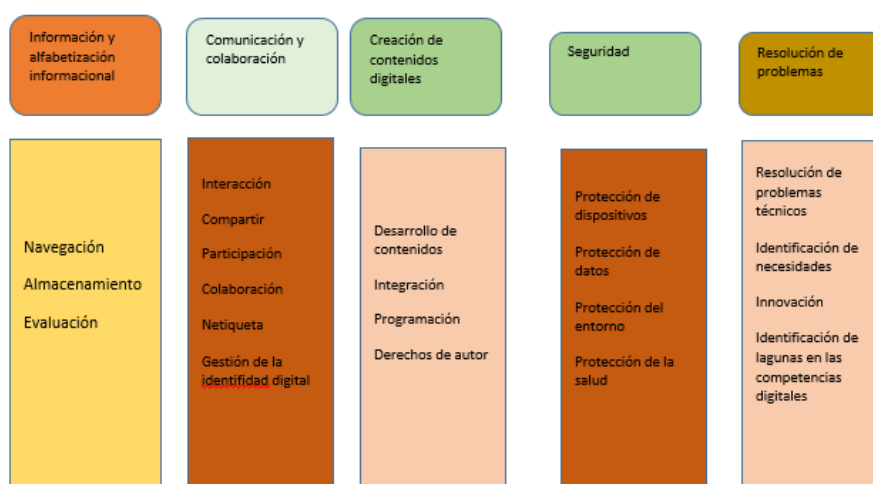 Información y
alfabetización
informacional
Comunicación y
colaboración
Creación de
contenidos
digitales
Seguridad
Resolución de
problemas
Navegación
Almacenamiento
Evaluación
Interacción
Compartir
Participación
Colaboración
Netiqueta
Gestión de la
identifidad digital
Desarrollo de
contenidos
Integración
Programación
Derechos de autor
Protección de
dispositivos
Protección de
datos
Protección del
entorno
Protección de la
salud
Resolución de
problemas
técnicos
Identificación de
necesidades
Innovación
Identificación de
lagunas en las
competencias
digitales